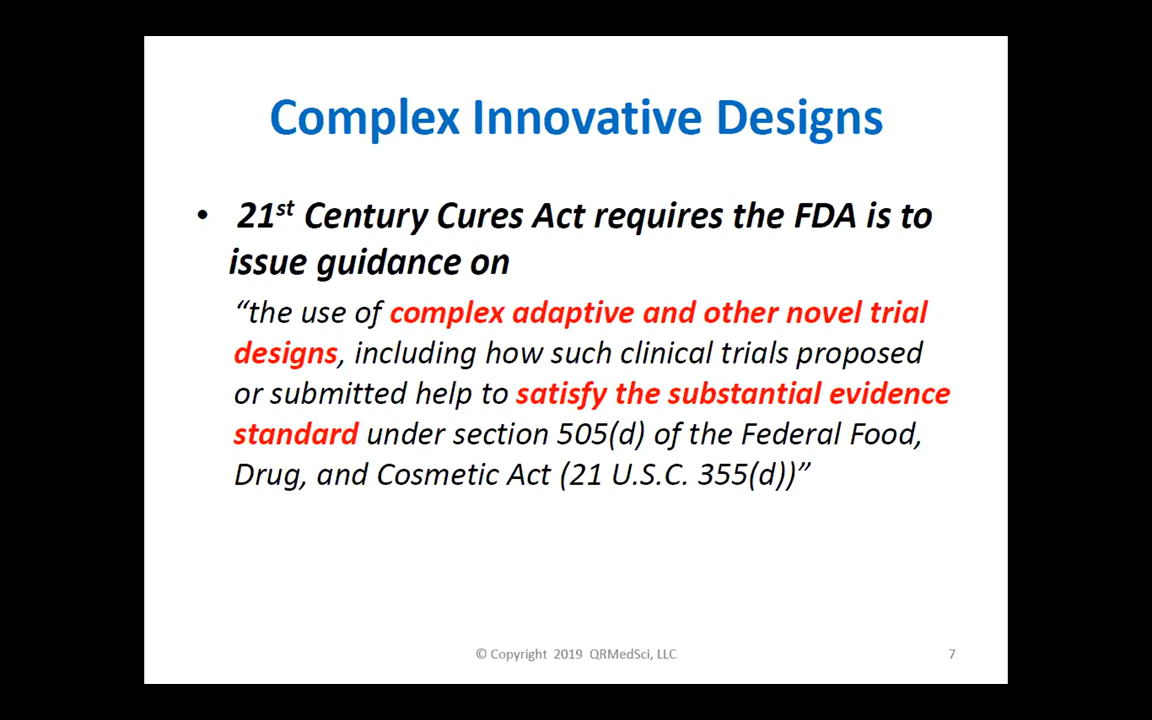 Complex Innovative Designs
• 21st Century Cures Act requires the FDA is to
issue guidance on
“the use of complex adaptive and other novel trial
designs, including how such clinical trials proposed
or submitted help to satisfy the substantial evidence
standard under section 505(d) of the Federal Food,
Drug, and Cosmetic Act (21 U.S.C. 355(d))”
© Copyright 2019 QRMedSci, LLC
7